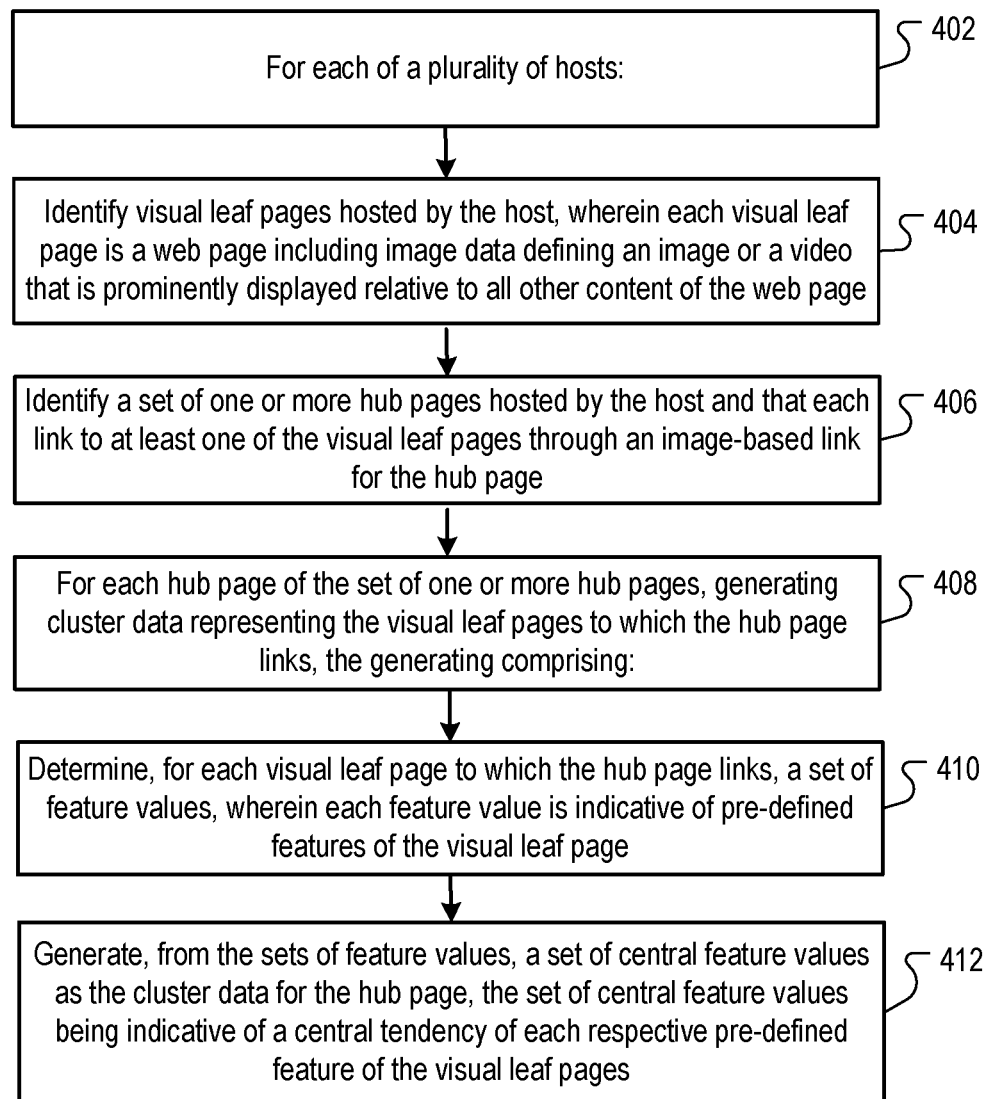 For each of a plurality of hosts:
402
Identify visual leaf pages hosted by the host, wherein each visual leaf
page is a web page including image data defining an image or a video
that is prominently displayed relative to all other content of the web page
404
Identify a set of one or more hub pages hosted by the host and that each
link to at least one of the visual leaf pages through an image-based link
for the hub page
406
For each hub page of the set of one or more hub pages, generating
cluster data representing the visual leaf pages to which the hub page
links, the generating comprising:
408
Determine, for each visual leaf page to which the hub page links, a set of
feature values, wherein each feature value is indicative of pre-defined
features of the visual leaf page
410
Generate, from the sets of feature values, a set of central feature values
as the cluster data for the hub page, the set of central feature values
being indicative of a central tendency of each respective pre-defined
feature of the visual leaf pages
412